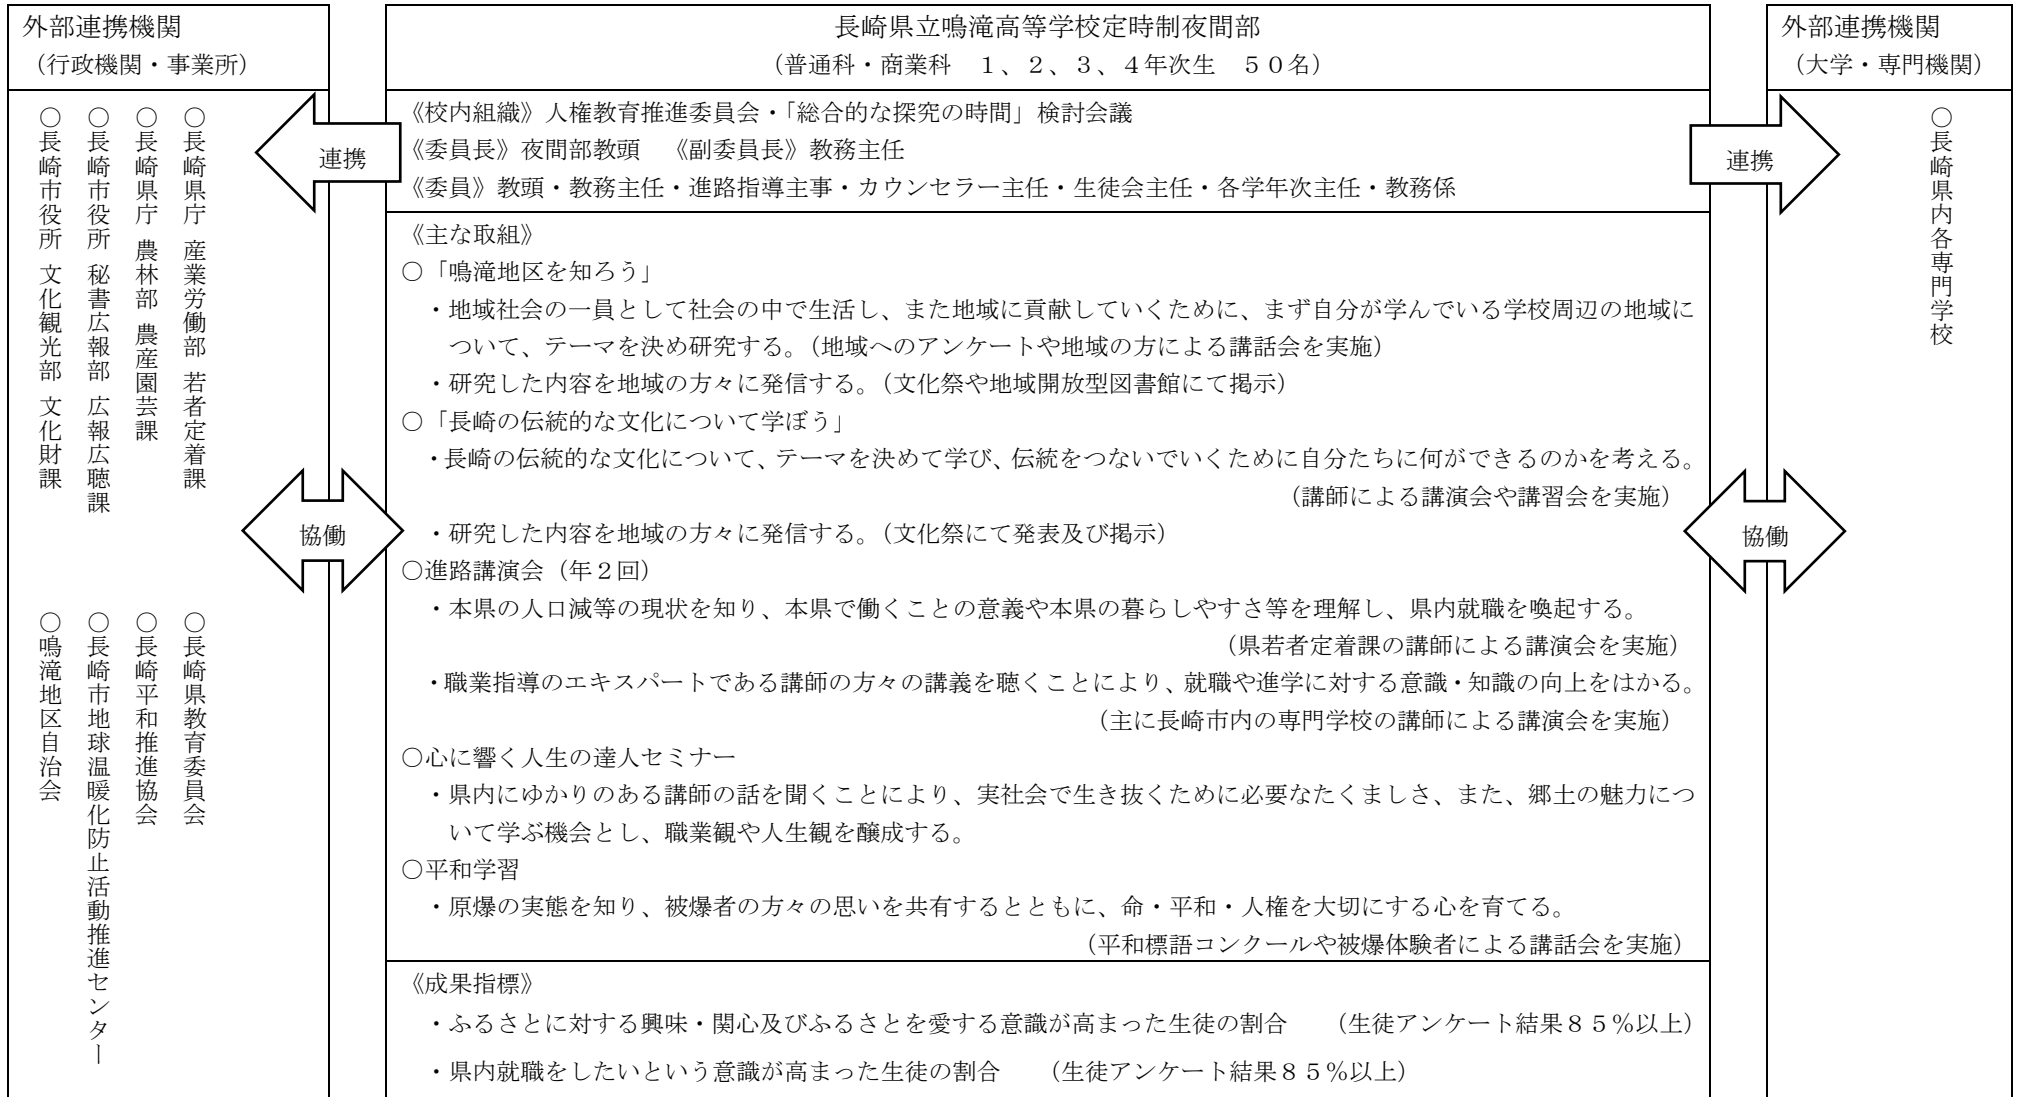 外部連携機関
（行政機関・事業所）
○長崎県庁 産業労働部 若者定着課
○長崎県庁 農林部 農産園芸課
○長崎市役所 秘書広報部 広報広聴課
○長崎市役所 文化観光部 文化財課
○長崎県教育委員会
○長崎平和推進協会
○長崎市地球温暖化防止活動推進センター
○鳴滝地区自治会
連携
協働
長崎県立鳴滝高等学校定時制夜間部
（普通科・商業科　１、２、３、４年次生　５０名）
《校内組織》人権教育推進委員会・「総合的な探究の時間」検討会議
《委員長》夜間部教頭　《副委員長》教務主任
《委員》教頭・教務主任・進路指導主事・カウンセラー主任・生徒会主任・各学年次主任・教務係
《主な取組》
○「鳴滝地区を知ろう」
・地域社会の一員として社会の中で生活し、また地域に貢献していくために、まず自分が学んでいる学校周辺の地域に
ついて、テーマを決め研究する。（地域へのアンケートや地域の方による講話会を実施）
・研究した内容を地域の方々に発信する。（文化祭や地域開放型図書館にて掲示）
○「長崎の伝統的な文化について学ぼう」
・長崎の伝統的な文化について、テーマを決めて学び、伝統をつないでいくために自分たちに何ができるのかを考える。
（講師による講演会や講習会を実施）
・研究した内容を地域の方々に発信する。（文化祭にて発表及び掲示）
○進路講演会（年２回）
・本県の人口減等の現状を知り、本県で働くことの意義や本県の暮らしやすさ等を理解し、県内就職を喚起する。
（県若者定着課の講師による講演会を実施）
・職業指導のエキスパートである講師の方々の講義を聴くことにより、就職や進学に対する意識・知識の向上をはかる。
（主に長崎市内の専門学校の講師による講演会を実施）
○心に響く人生の達人セミナー
・県内にゆかりのある講師の話を聞くことにより、実社会で生き抜くために必要なたくましさ、また、郷土の魅力につ
いて学ぶ機会とし、職業観や人生観を醸成する。
○平和学習
・原爆の実態を知り、被爆者の方々の思いを共有するとともに、命・平和・人権を大切にする心を育てる。
（平和標語コンクールや被爆体験者による講話会を実施）
《成果指標》
・ふるさとに対する興味・関心及びふるさとを愛する意識が高まった生徒の割合　　（生徒アンケート結果８５％以上）
・県内就職をしたいという意識が高まった生徒の割合　　（生徒アンケート結果８５％以上）
連携
協働
外部連携機関
（大学・専門機関）
○長崎県内各専門学校